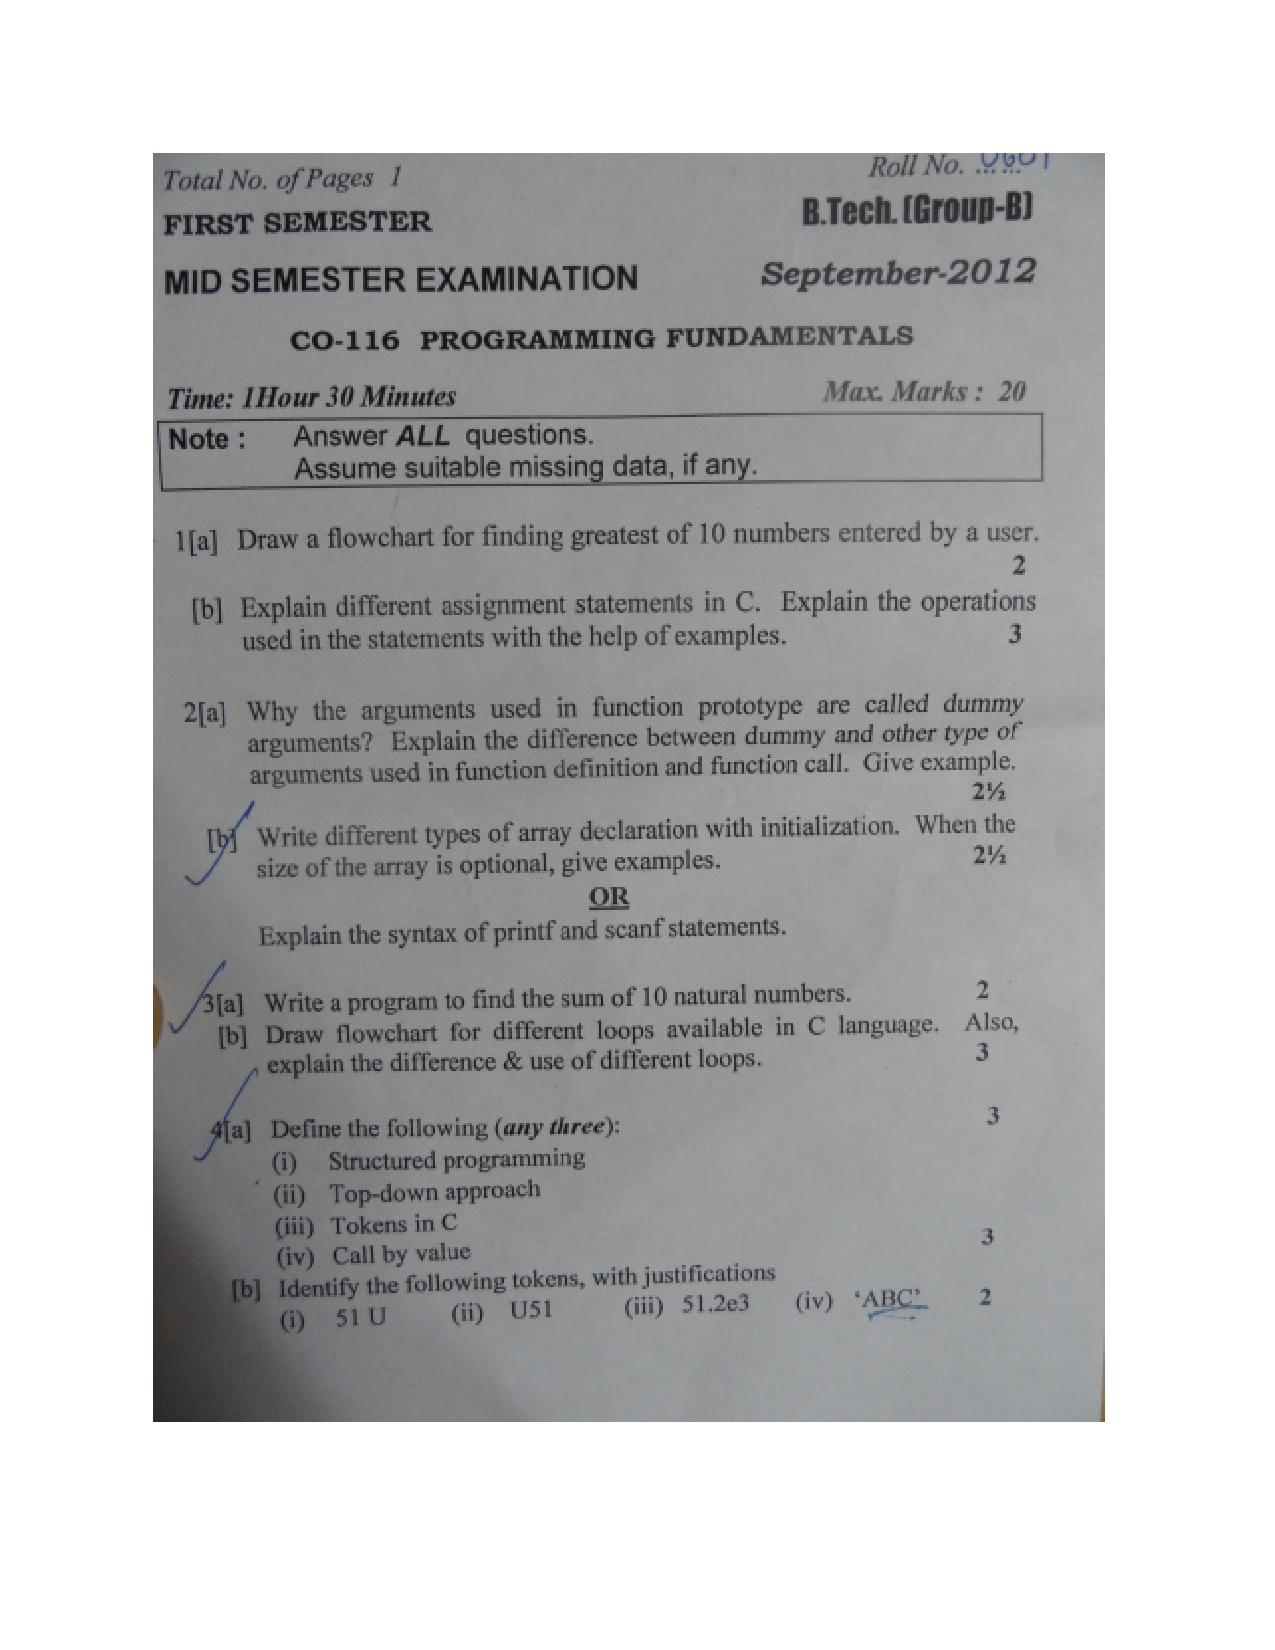 Total No. of Pages 1
Roll No. ......
FIRST SEMESTER
B.Tech. (Group-B)
MID SEMESTER EXAMINATION
September-2012
CO-116 PROGRAMMING FUNDAMENTALS
Time: 1Hour 30 Minutes
Max. Marks : 20
Note : Answer ALL questions.
Assume suitable missing data, if any.
1[a] Draw a flowchart for finding greatest of 10 numbers entered by a user.
2
[b] Explain different assignment statements in C. Explain the operations
used in the statements with the help of examples. 3
2[a] Why the arguments used in function prototype are called dummy
arguments? Explain the difference between dummy and other type of
arguments used in function definition and function call. Give example.
2½
[b] Write different types of array declaration with initialization. When the
size of the array is optional, give examples. 2½
OR
Explain the syntax of printf and scanf statements.
3[a] Write a program to find the sum of 10 natural numbers. 2
[b] Draw flowchart for different loops available in C language. Also,
explain the difference & use of different loops. 3
4[a] Define the following (any three): 3
(i) Structured programming
(ii) Top-down approach
(iii) Tokens in C
(iv) Call by value 3
[b] Identify the following tokens, with justifications
(i) 51 U (ii) U51 (iii) 51.2e3 (iv) ‘ABC’ 2